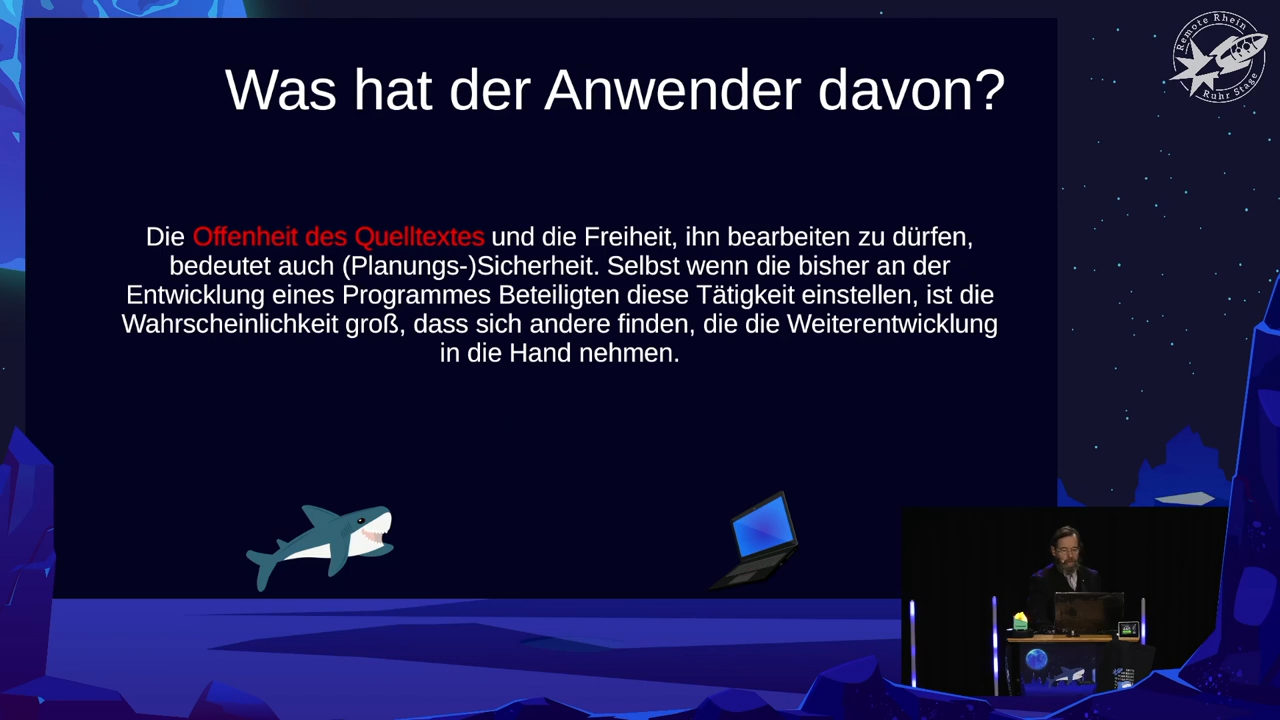 Remote Rhein
Ruhr Stage
Was hat der Anwender davon?
Die Offenheit des Quelltextes und die Freiheit, ihn bearbeiten zu dürfen,
bedeutet auch (Planungs-)Sicherheit. Selbst wenn die bisher an der
Entwicklung eines Programmes Beteiligten diese Tätigkeit einstellen, ist die
Wahrscheinlichkeit groß, dass sich andere finden, die die Weiterentwicklung
in die Hand nehmen.